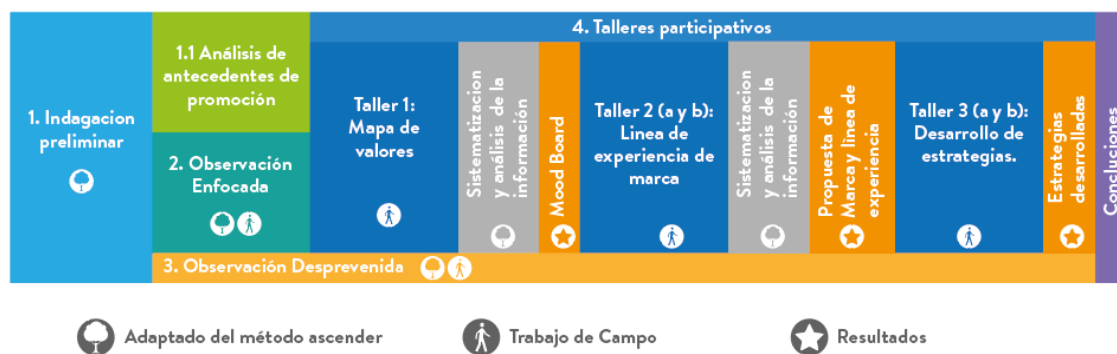 4. Talleres participativos
1. Indagacion
preliminar
1.1 Análisis de
antecedentes de
promoción
2. Observación
Enfocada
Taller 1:
Mapa de
valores
Sistematizacion
y análisis de la
información
Mood Board
Taller 2 (a y b):
Linea de
experiencia de
marca
Sistematizacion
y análisis de la
información
Propuesta de
Marca y linea de
experiencia
Taller 3 (a y b):
Desarrollo de
estrategias.
Estrategias
desarrolladas
Concluciones
3. Observación Desprevenida
Adaptado del método ascender
Trabajo de Campo
Resultados